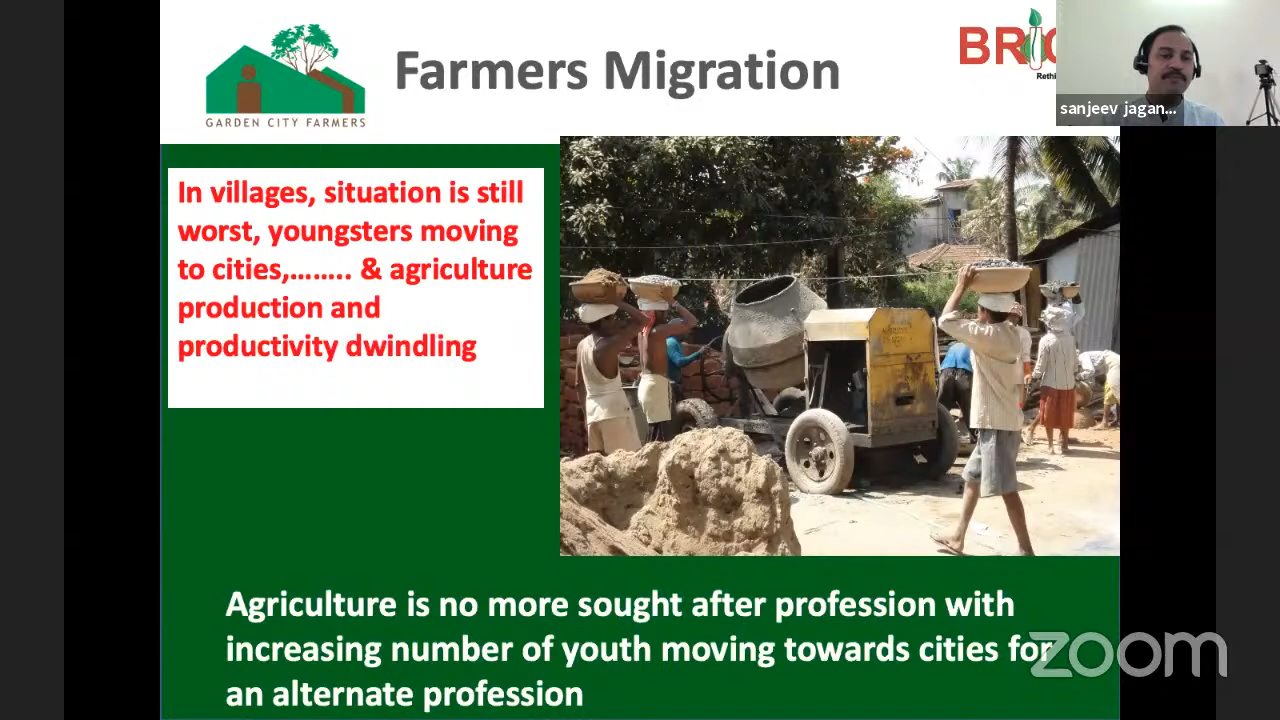 Farmers Migration
GARDEN CITY FARMERS
BRIC
Rethi
sanjeev jagan...
In villages, situation is still
worst, youngsters moving
to cities,…….. & agriculture
production and
productivity dwindling
Agriculture is no more sought after profession with
increasing number of youth moving towards cities for
an alternate profession
zoom